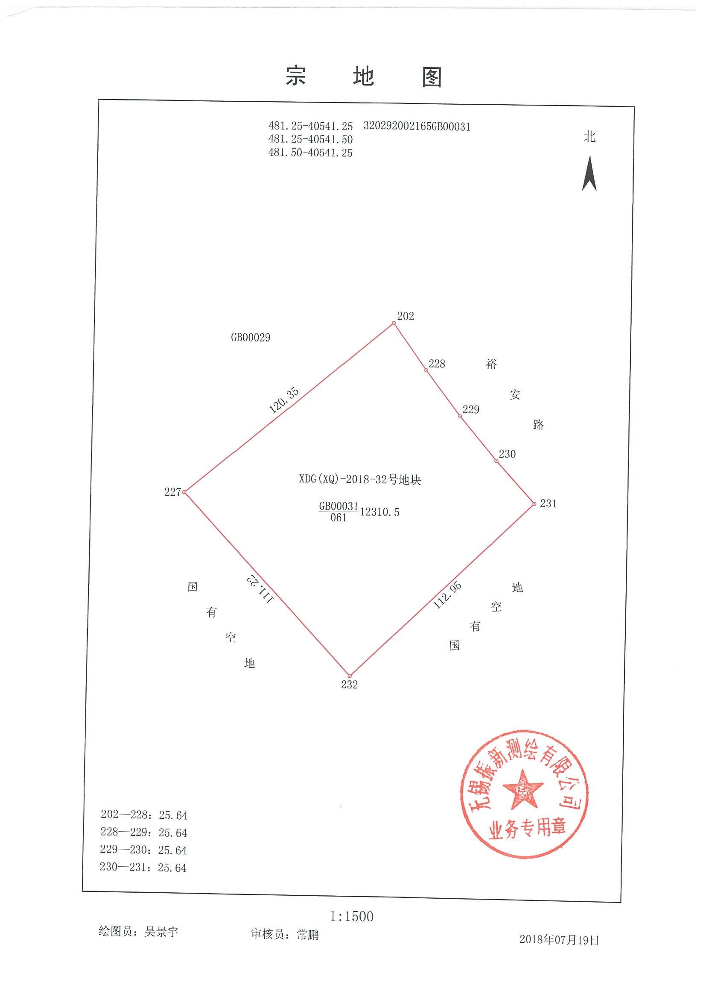 宗地图
481.25-40541.25 320292002165GB00031
481.25-40541.50
481.50-40541.25
北
202
GB00029
228
裕安路
120.35
229
230
XDG(XQ)-2018-32号地块
227
231
GB00031
12310.5
061
111.22
112.95
国有空地
国有空地
232
无锡振新测绘有限公司
业务专用章
202—228：25.64
228—229：25.64
229—230：25.64
230—231：25.64
1:1500
绘图员：吴景宇 审核员：常鹏 2018年07月19日